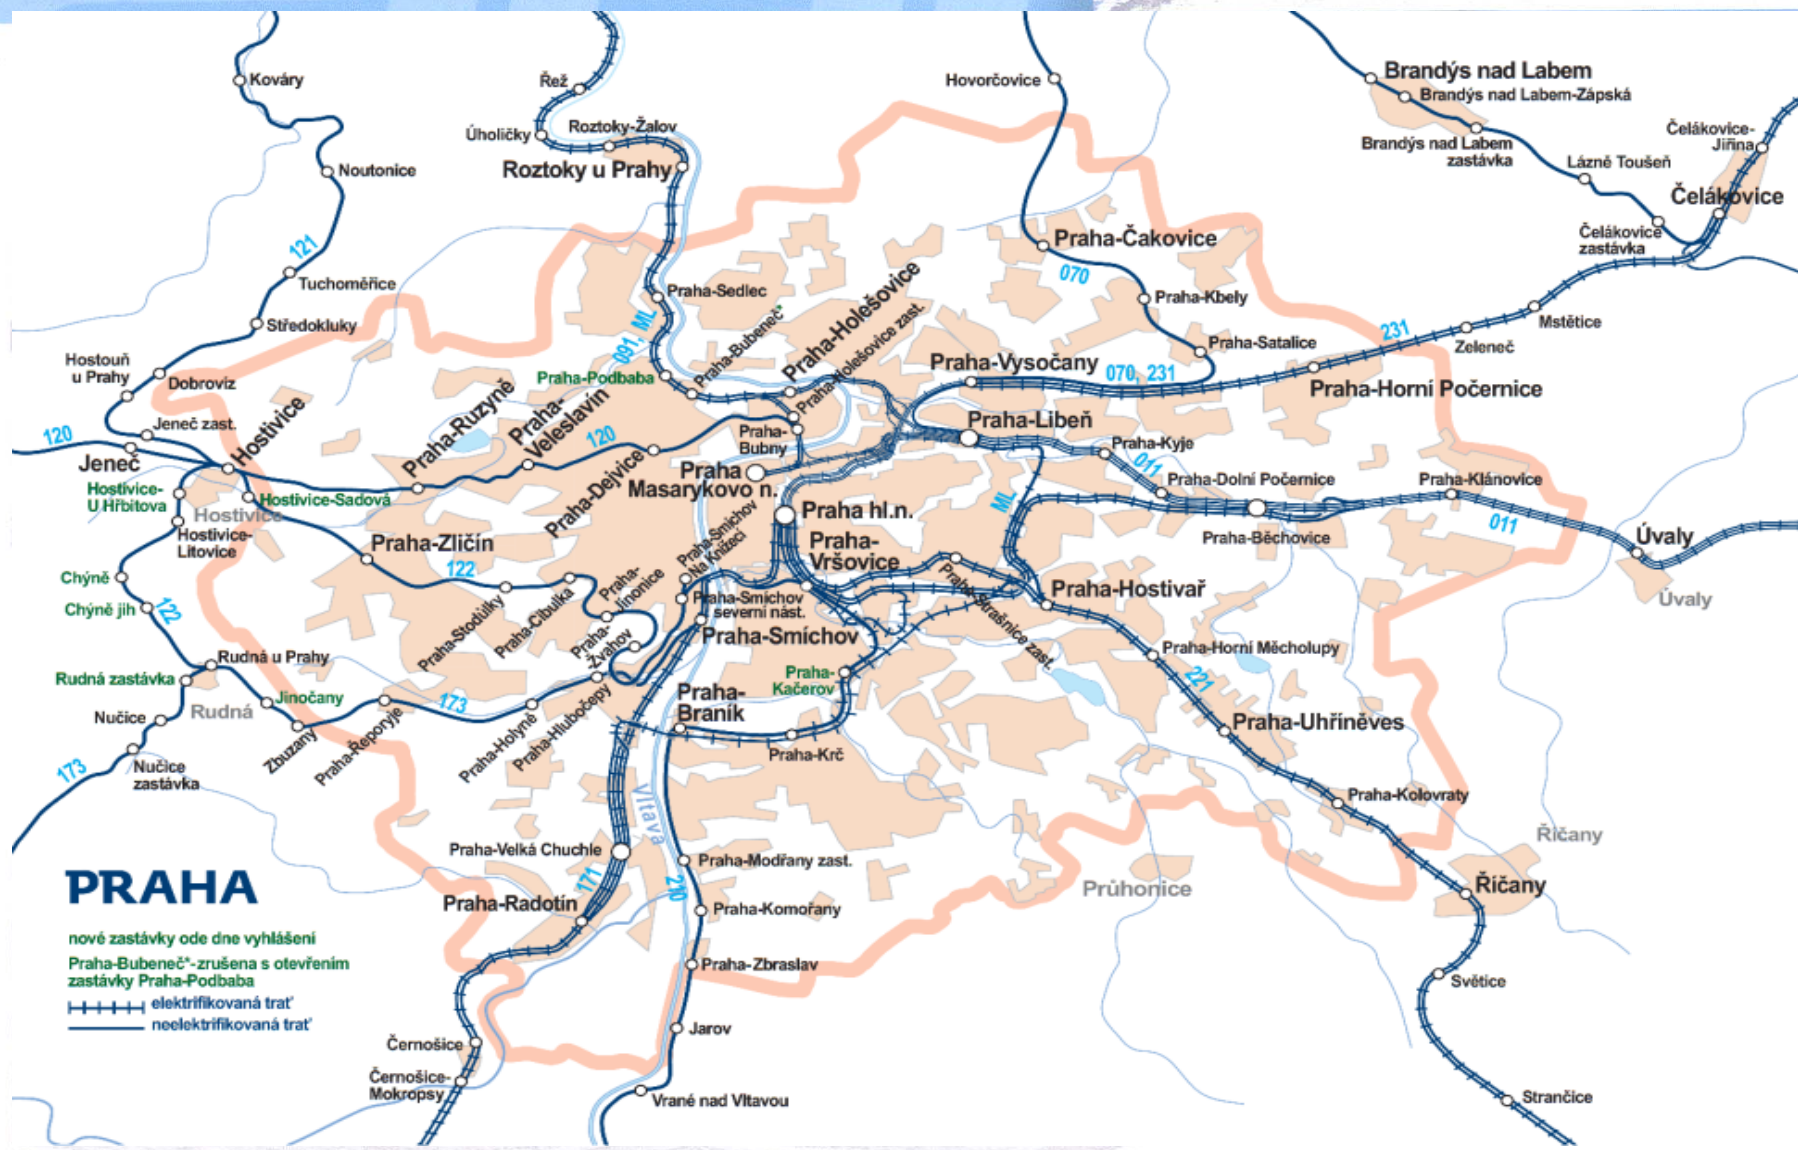 Kováry
Řež
Hovorčovice
Brandýs nad Labem
Brandýs nad Labem-Zápská
Úholičky
Roztoky-Žalov
Brandýs nad Labem
zastávka
Čelákovice-
Jiřina
Noutonice
Roztoky u Prahy
Lázně Toušeň
Čelákovice
121
Praha-Čakovice
Čelákovice
zastávka
070
Tuchoměřice
Praha-Sedlec
Praha-Holešovice
Praha-Kbely
Středokluky
091, ML
Praha-Bubeneč*
Praha-Holešovice zast.
231
Mstětice
Praha-Satalice
Zeleneč
Hostouň
u Prahy
Dobroviz
Praha-Podbaba
Praha-Vysočany
070, 231
Praha-Horní Počernice
Jeneč zast.
Hostivice
Praha-Ruzyně
Praha-
Veleslavín
120
120
Praha-Dejvice
Praha-
Bubny
Praha-Libeň
Praha-Kyje
011
Jeneč
Praha
Masarykovo n.
Praha-Dolní Počernice
Praha-Klánovice
Hostivice-
U Hřbitova
Hostivice-Sadová
Hostivice
ML
011
Praha hl.n.
Praha-Běchovice
Úvaly
Hostivice-
Litovice
Praha-Zličín
Praha-Smíchov
Na Knížecí
Praha-
Vršovice
Chýně
122
Praha-Stodůlky
Praha-Cibulka
Praha-
Jinonice
Praha-
-Žvahov
Praha-Smíchov
severní nást.
Praha-Strašnice zast.
Praha-Hostivař
Úvaly
Chýně jih
122
Praha-Smíchov
Praha-Horní Měcholupy
Rudná u Prahy
Rudná zastávka
Praha-
Kačerov
221
Jinočany
173
Praha-
Braník
Rudná
Nučice
Zbuzany
Praha-Řeporyje
Praha-Holyně
Praha-Hlubočepy
Praha-Krč
Praha-Uhříněves
173
Nučice
zastávka
Vltava
Praha-Kolovraty
Říčany
Praha-Velká Chuchle
171
210
Praha-Modřany zast.
Průhonice
Říčany
PRAHA
Praha-Radotín
Praha-Komořany
nové zastávky ode dne vyhlášení
Praha-Bubeneč*-zrušena s otevřením
zastávky Praha-Podbaba
Praha-Zbraslav
Světice
elektrifikovaná trať
neelektrifikovaná trať
Jarov
Černošice
Černošice-
Mokropsy
Vrané nad Vltavou
Strančice